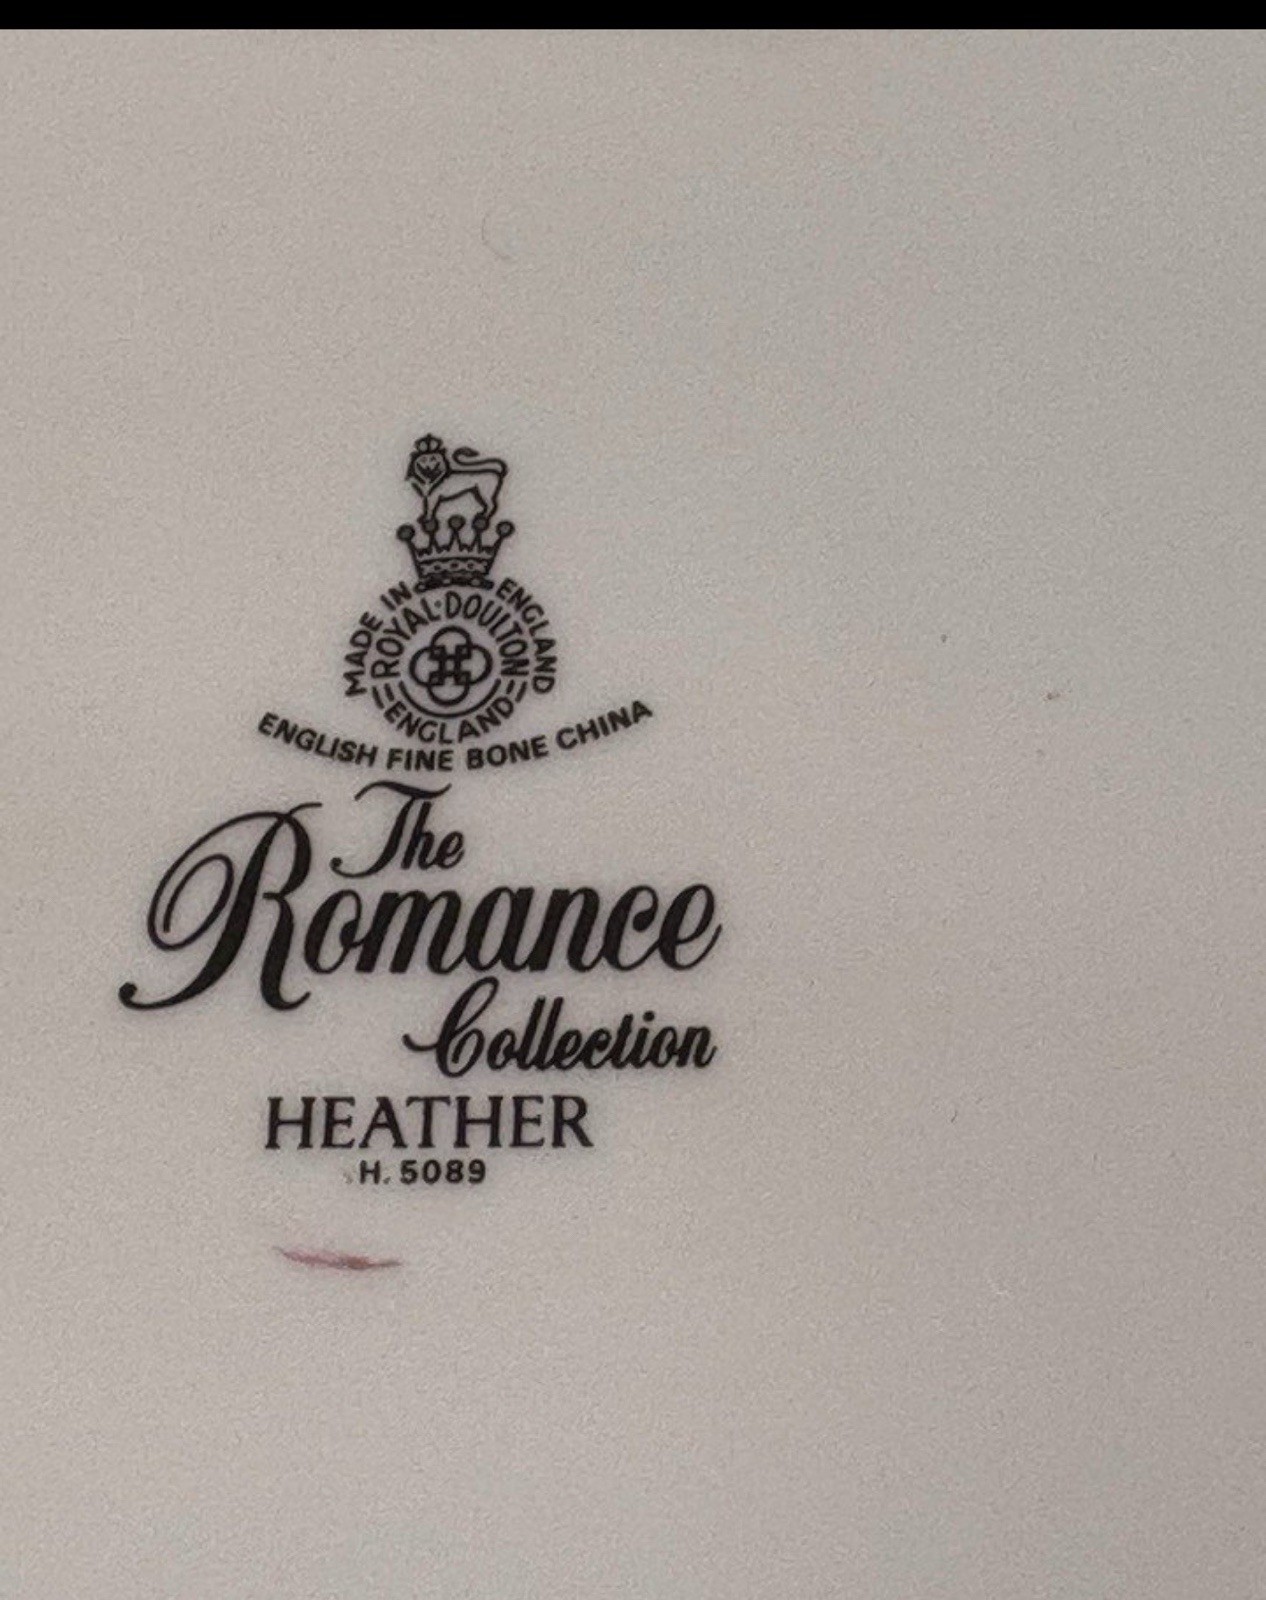 MADE IN ENGLAND
ROYAL·DOULTON
ENGLAND
ENGLISH FINE BONE CHINA
The
Romance
Collection
HEATHER
H. 5089